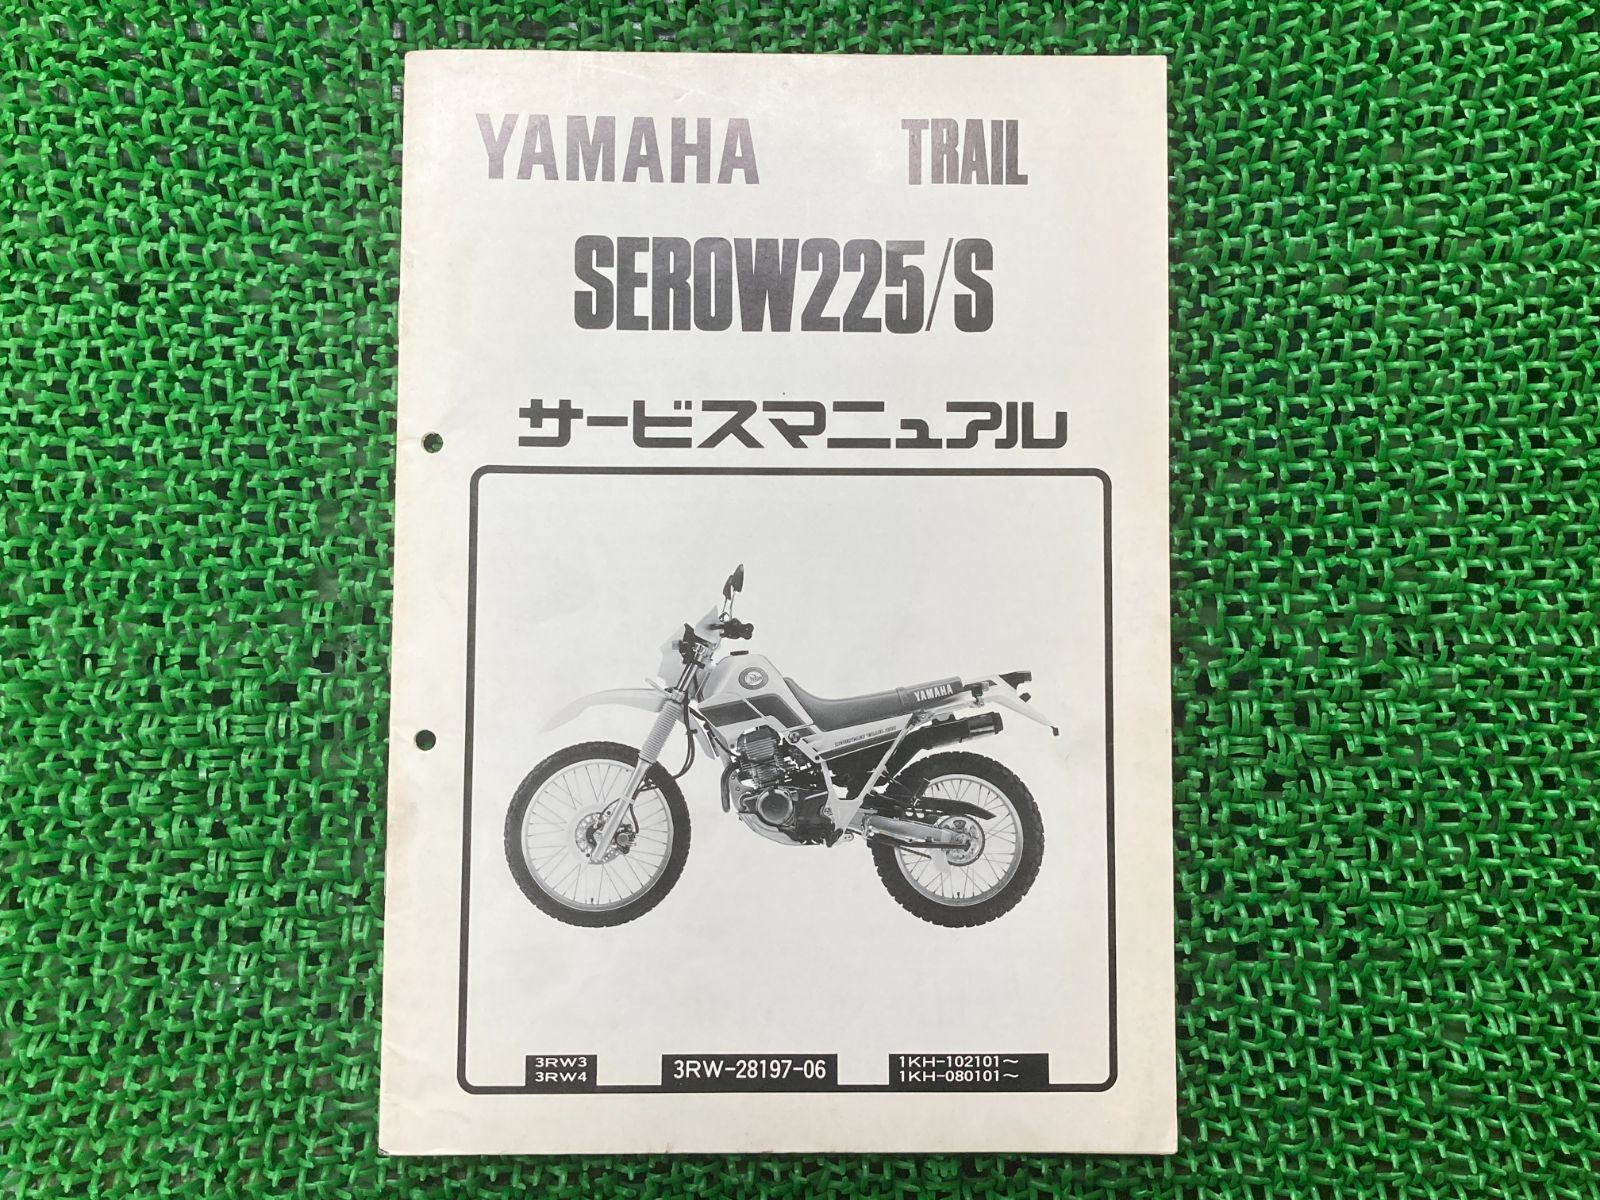 YAMAHA TRAIL
SEROW225/S
サービスマニュアル
YAMAHA
3RW3
3RW4
3RW-28197-06
1KH-102101～
1KH-080101～